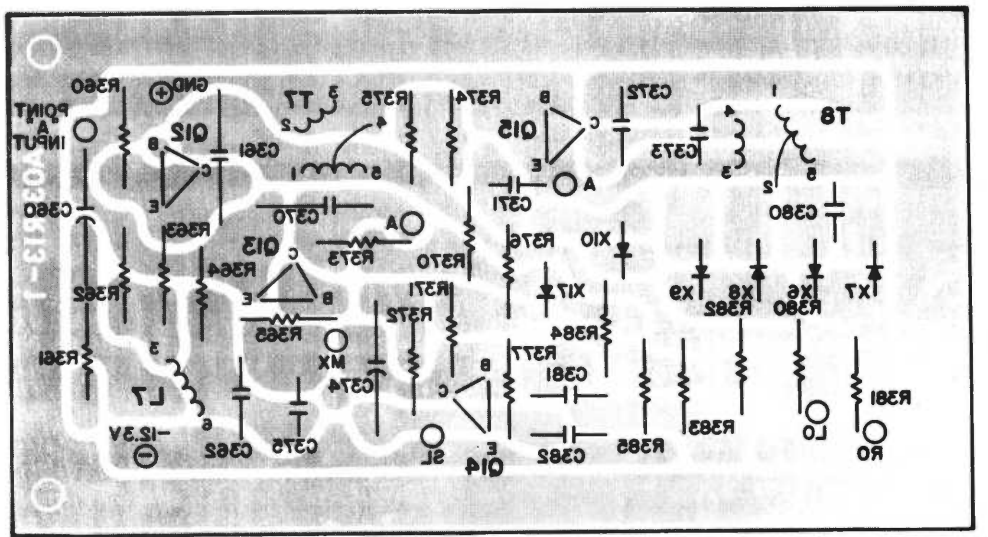 R360
GND
+
T7
3
R375
R374
C372
4
1
T8
POINT
"A"
INPUT
Q12
B
C
E
C361
2
4
1
5
Q15
B
C
E
C373
3
5
2
C371
A
C360
R363
C370
A
R373
R370
R376
X10
C380
Q13
C
E
B
R364
R362
R371
X17
X9
X8
X6
X7
R372
R384
R382
R380
R365
MX
R361
3
L7
6
C374
R377
C381
B
C
E
R381
-12.3V
-
C362
C375
SL
Q14
C382
R385
R383
LO
RO